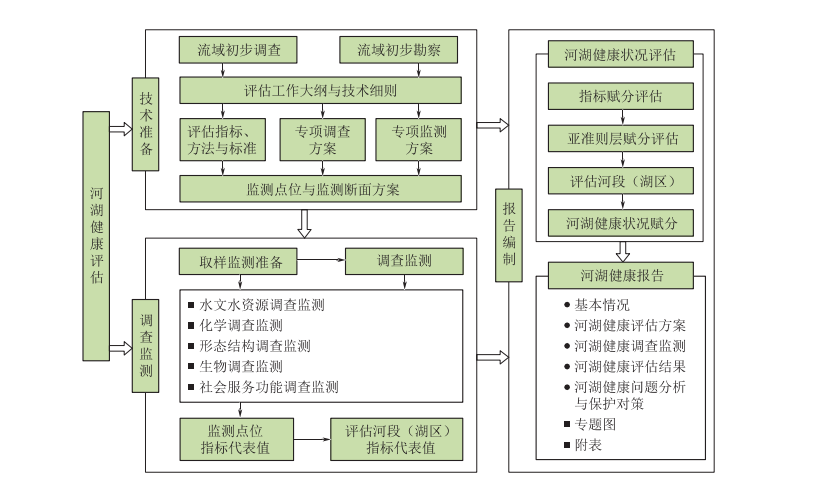 河湖健康评估
技术准备
流域初步调查
流域初步勘察
评估工作大纲与技术细则
评估指标、
方法与标准
专项调查
方案
专项监测
方案
监测点位与监测断面方案
调查监测
取样监测准备
调查监测
水文水资源调查监测
化学调查监测
形态结构调查监测
生物调查监测
社会服务功能调查监测
监测点位
指标代表值
评估河段（湖区）
指标代表值
报告编制
河湖健康状况评估
指标赋分评估
亚准则层赋分评估
评估河段（湖区）
河湖健康状况赋分
河湖健康报告
基本情况
河湖健康评估方案
河湖健康调查监测
河湖健康评估结果
河湖健康问题分析
与保护对策
专题图
附表